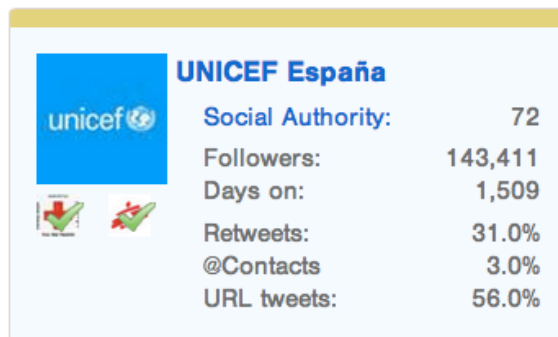 UNICEF España
unicef
Social Authority: 72
Followers: 143,411
Days on: 1,509
Retweets: 31.0%
@Contacts 3.0%
URL tweets: 56.0%